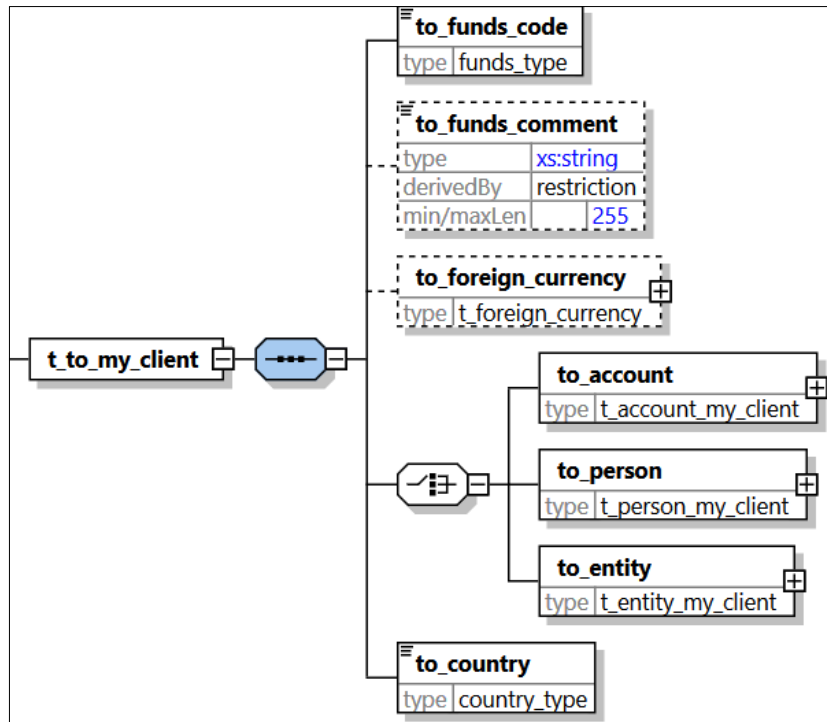 to_funds_code
type funds_type
to_funds_comment
type xs:string
derivedBy restriction
min/maxLen 255
to_foreign_currency
type t_foreign_currency
t_to_my_client
to_account
type t_account_my_client
to_person
type t_person_my_client
to_entity
type t_entity_my_client
to_country
type country_type